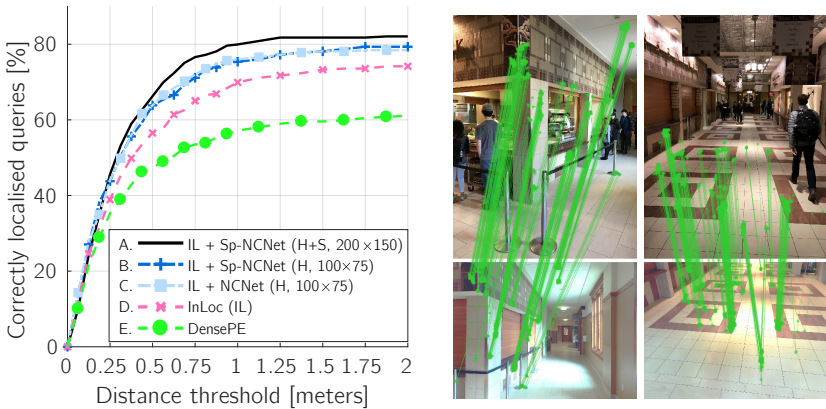 Correctly localised queries [%]
80
60
40
20
0
A. IL + Sp-NCNet (H+S, 200×150)
B. IL + Sp-NCNet (H, 100×75)
C. IL + NCNet (H, 100×75)
D. InLoc (IL)
E. DensePE
0 0.25 0.5 0.75 1 1.25 1.5 1.75 2
Distance threshold [meters]